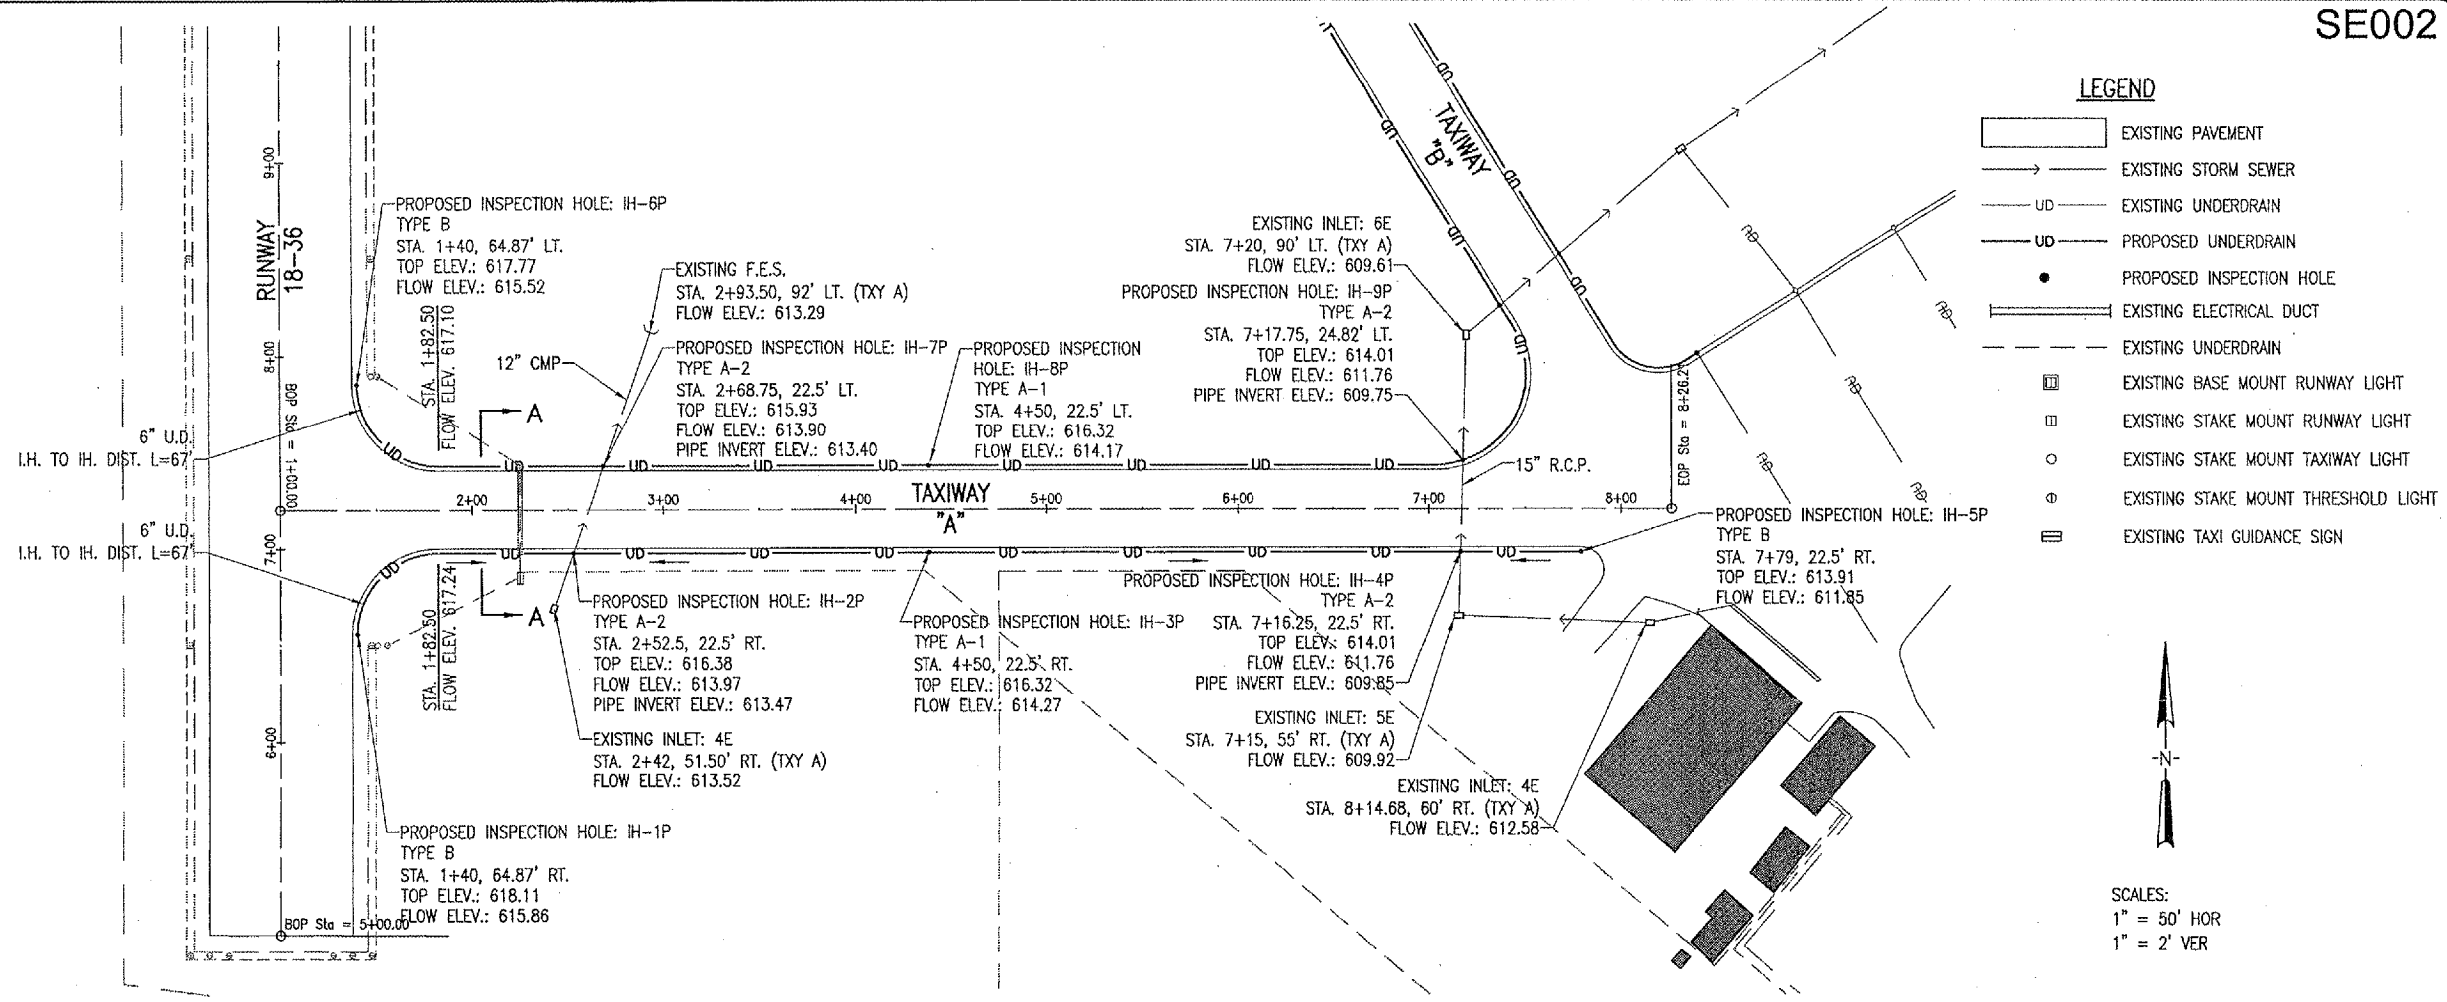 SE002
LEGEND
EXISTING PAVEMENT
EXISTING STORM SEWER
UD EXISTING UNDERDRAIN
UD PROPOSED UNDERDRAIN
PROPOSED INSPECTION HOLE
EXISTING ELECTRICAL DUCT
EXISTING UNDERDRAIN
EXISTING BASE MOUNT RUNWAY LIGHT
EXISTING STAKE MOUNT RUNWAY LIGHT
EXISTING STAKE MOUNT TAXIWAY LIGHT
EXISTING STAKE MOUNT THRESHOLD LIGHT
EXISTING TAXI GUIDANCE SIGN
-N-
SCALES:
1" = 50' HOR
1" = 2' VER
RUNWAY
18-36
9+00
8+00
7+00
6+00
BOP Sta = 1+00.00
BOP Sta = 5+00.00
PROPOSED INSPECTION HOLE: IH-6P
TYPE B
STA. 1+40, 64.87' LT.
TOP ELEV.: 617.77
FLOW ELEV.: 615.52
STA. 1+82.50
FLOW ELEV. 617.10
6" U.D.
I.H. TO IH. DIST. L=67'
6" U.D.
I.H. TO IH. DIST. L=67'
STA. 1+82.50
FLOW ELEV. 617.24
A
A
12" CMP
EXISTING F.E.S.
STA. 2+93.50, 92' LT. (TXY A)
FLOW ELEV.: 613.29
PROPOSED INSPECTION HOLE: IH-7P
TYPE A-2
STA. 2+68.75, 22.5' LT.
TOP ELEV.: 615.93
FLOW ELEV.: 613.90
PIPE INVERT ELEV.: 613.40
PROPOSED INSPECTION
HOLE: IH-8P
TYPE A-1
STA. 4+50, 22.5' LT.
TOP ELEV.: 616.32
FLOW ELEV.: 614.17
EXISTING INLET: 6E
STA. 7+20, 90' LT. (TXY A)
FLOW ELEV.: 609.61
PROPOSED INSPECTION HOLE: IH-9P
TYPE A-2
STA. 7+17.75, 24.82' LT.
TOP ELEV.: 614.01
FLOW ELEV.: 611.76
PIPE INVERT ELEV.: 609.75
TAXIWAY
"B"
15" R.C.P.
EOP Sta = 8+26.2
UD UD UD UD UD UD UD UD
2+00 3+00 4+00 5+00 6+00 7+00 8+00
TAXIWAY
"A"
UD UD UD UD UD UD UD UD UD
PROPOSED INSPECTION HOLE: IH-5P
TYPE B
STA. 7+79, 22.5' RT.
TOP ELEV.: 613.91
FLOW ELEV.: 611.85
PROPOSED INSPECTION HOLE: IH-2P
TYPE A-2
STA. 2+52.5, 22.5' RT.
TOP ELEV.: 616.38
FLOW ELEV.: 613.97
PIPE INVERT ELEV.: 613.47
EXISTING INLET: 4E
STA. 2+42, 51.50' RT. (TXY A)
FLOW ELEV.: 613.52
PROPOSED INSPECTION HOLE: IH-3P
TYPE A-1
STA. 4+50, 22.5' RT.
TOP ELEV.: 616.32
FLOW ELEV.: 614.27
PROPOSED INSPECTION HOLE: IH-4P
TYPE A-2
STA. 7+16.25, 22.5' RT.
TOP ELEV.: 614.01
FLOW ELEV.: 611.76
PIPE INVERT ELEV.: 609.85
EXISTING INLET: 5E
STA. 7+15, 55' RT. (TXY A)
FLOW ELEV.: 609.92
EXISTING INLET: 4E
STA. 8+14.68, 60' RT. (TXY A)
FLOW ELEV.: 612.58
PROPOSED INSPECTION HOLE: IH-1P
TYPE B
STA. 1+40, 64.87' RT.
TOP ELEV.: 618.11
FLOW ELEV.: 615.86